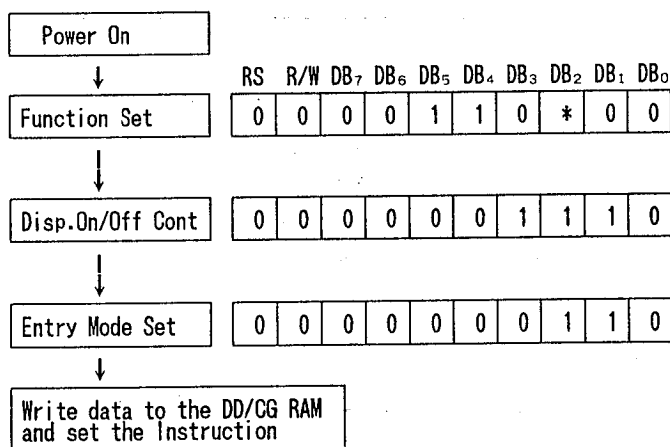 Power On
RS R/W DB₇ DB₆ DB₅ DB₄ DB₃ DB₂ DB₁ DB₀
Function Set 0 0 0 0 1 1 0 * 0 0
Disp.On/Off Cont 0 0 0 0 0 0 1 1 1 0
Entry Mode Set 0 0 0 0 0 0 0 1 1 0
Write data to the DD/CG RAM
and set the Instruction